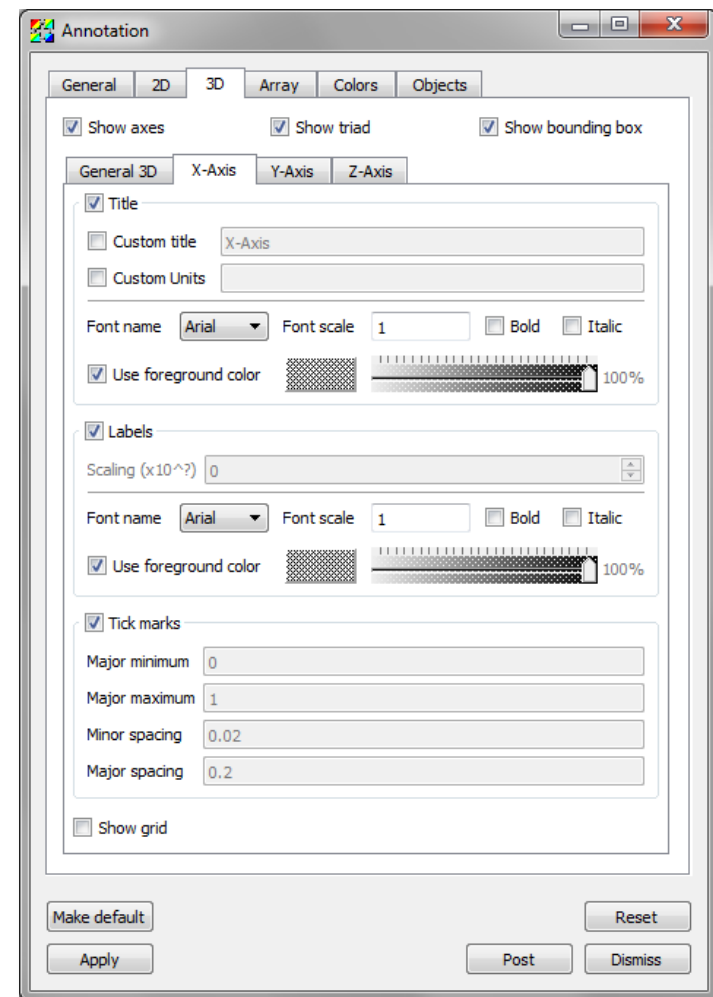 Annotation
General 2D 3D Array Colors Objects
Show axes Show triad Show bounding box
General 3D X-Axis Y-Axis Z-Axis
Title
Custom title X-Axis
Custom Units
Font name Arial Font scale 1 Bold Italic
Use foreground color 100%
Labels
Scaling (x10^?) 0
Font name Arial Font scale 1 Bold Italic
Use foreground color 100%
Tick marks
Major minimum 0
Major maximum 1
Minor spacing 0.02
Major spacing 0.2
Show grid
Make default Reset
Apply Post Dismiss